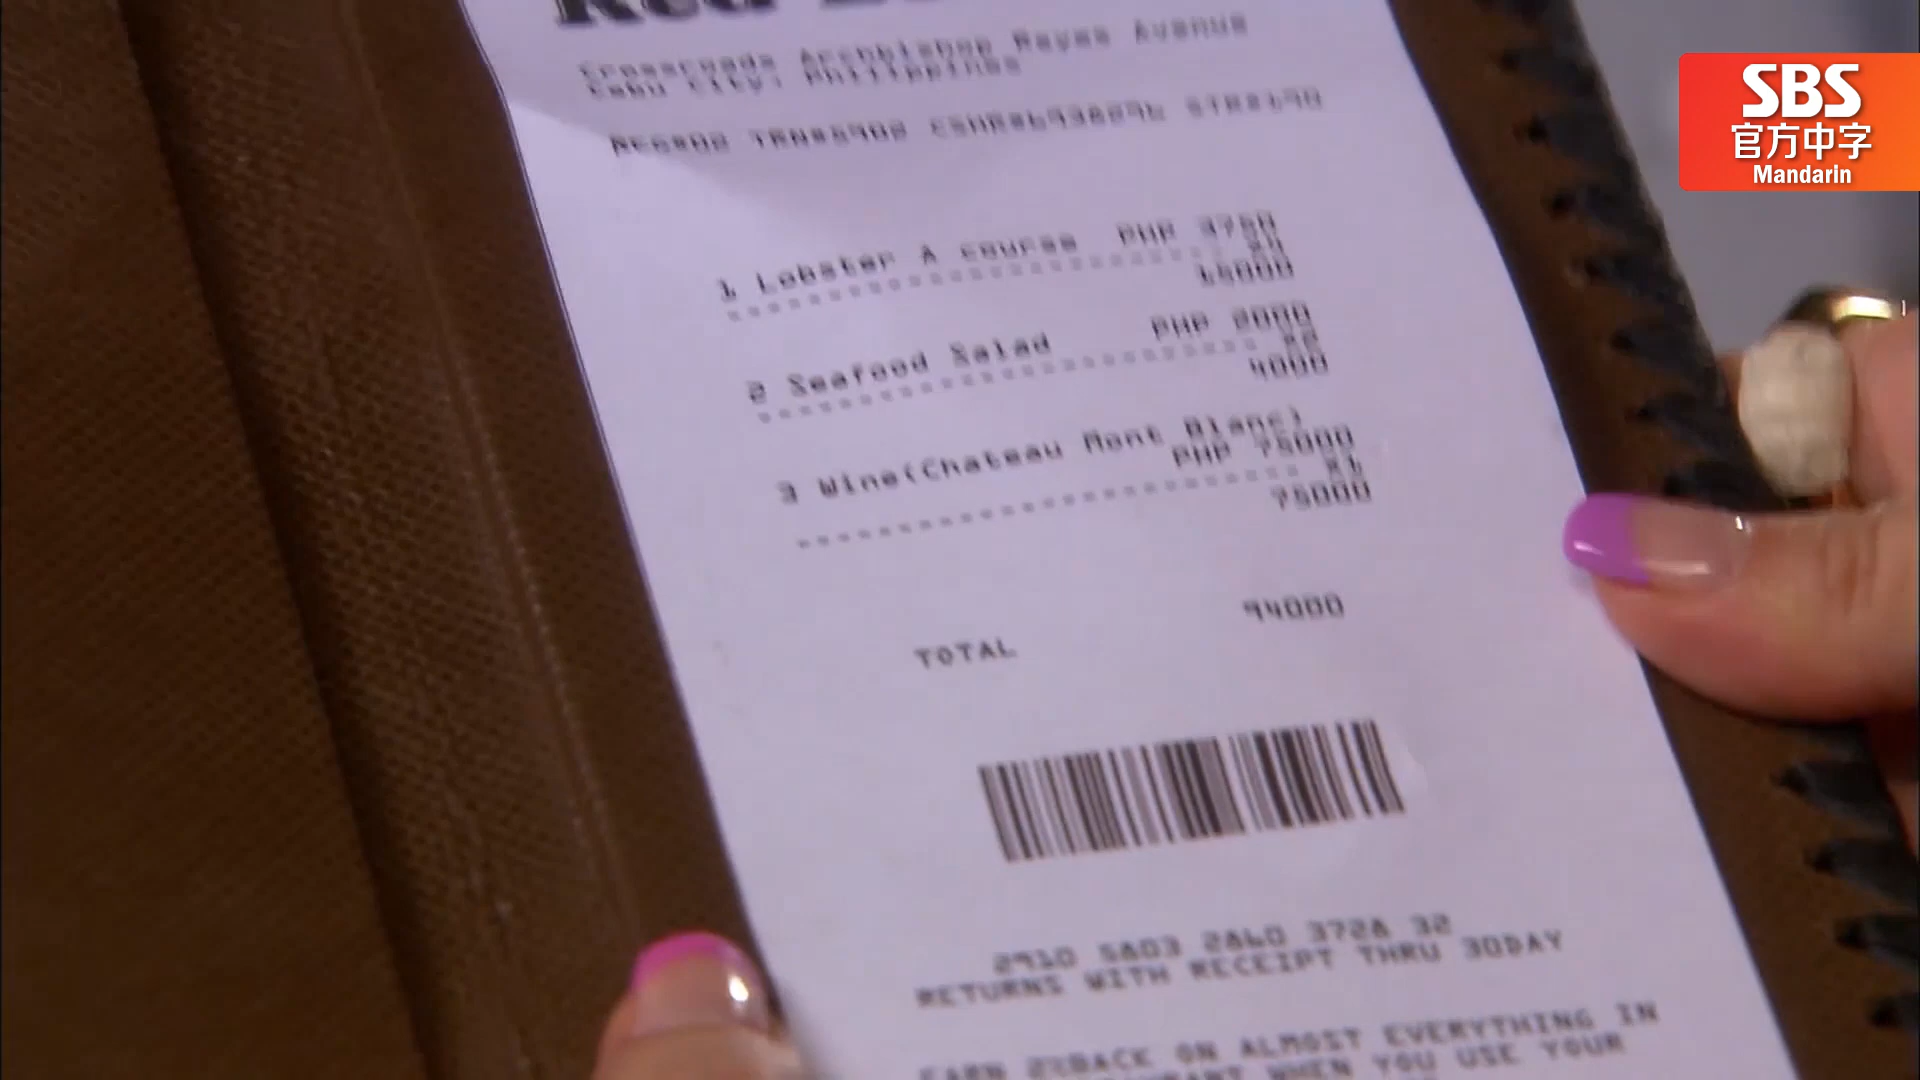 SBS
官方中字
Mandarin
Red
Crossroads Archbishop Reyes Avenue
Cebu City, Philippines
1 Lobster A course PHP 3750
X4
15000
2 Seafood Salad PHP 2000
X2
4000
3 Wine(Chateau Mont Blanc)
PHP 75000
X1
75000
94000
TOTAL
2910 5803 2860 3728 32
RETURNS WITH RECEIPT THRU 30DAY
EARN 2%BACK ON ALMOST EVERYTHING IN
WHEN YOU USE YOUR